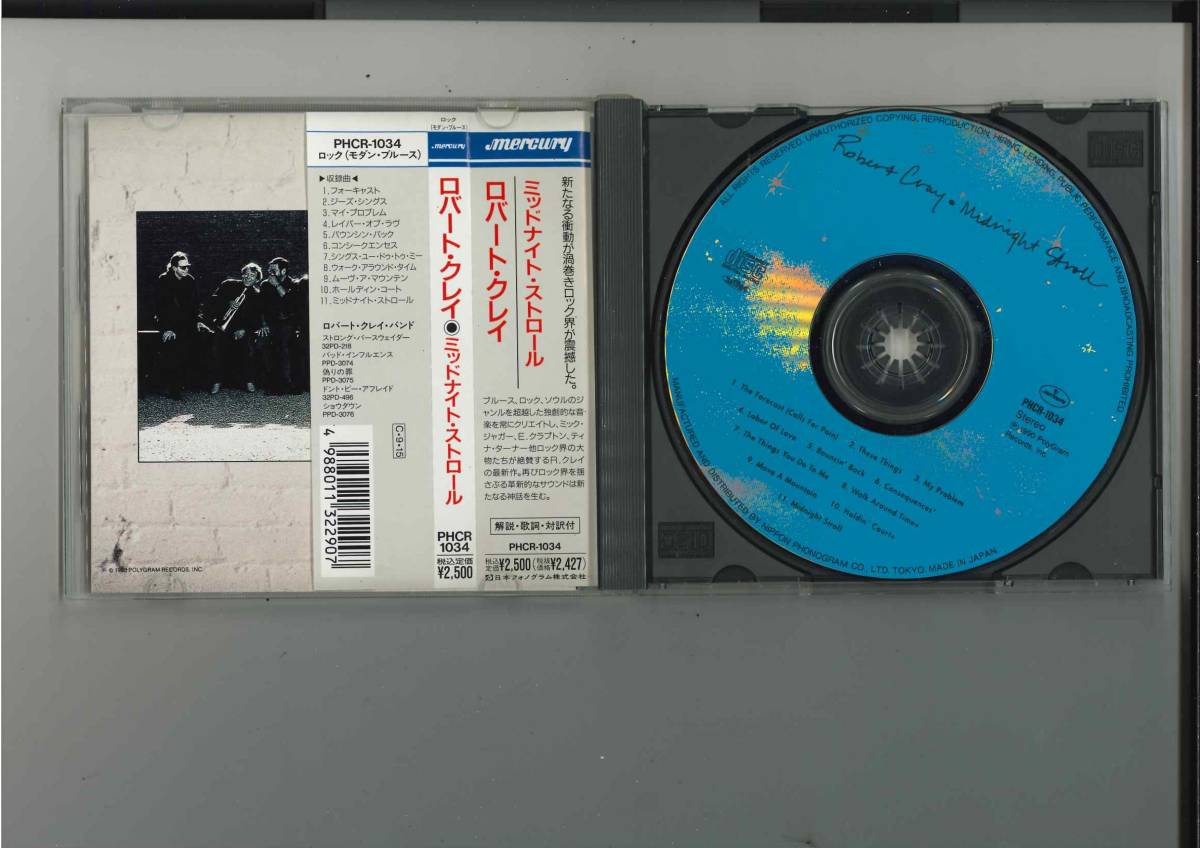 PHCR-1034
ロック(モダン・ブルース)
▶収録曲◀
1.フォーキャスト
2.ジーズ・シングス
3.マイ・プロブレム
4.レイバー・オブ・ラヴ
5.バウンシン・バック
6.コンシークエンセス
7.シングス・ユー・ドゥ・トゥ・ミー
8.ウォーク・アラウンド・タイム
9.ムーヴ・ア・マウンテン
10.ホールディン・コート
11.ミッドナイト・ストロール
ロバート・クレイ・バンド
ストロング・パースウェイダー
32PD-218
バッド・インフルエンス
PPD-3074
偽りの罪
PPD-3075
ドント・ビー・アフレイド
32PD-496
ショウダウン
PPD-3076
C・9・15
4 988011 322207
ロック
(モダン・ブルース)
mercury
ロバート・クレイ◉ミッドナイト・ストロール
PHCR
1034
税込定価
¥2,500
mercury
新たなる衝動が渦巻きロック界が震撼した。
ミッドナイト・ストロール
ロバート・クレイ
ブルース、ロック、ソウルのジ
ャンルを超越した独創的な音
楽を常にクリエイトし、ミック・
ジャガー、E.クラプトン、ティ
ナ・ターナー他ロック界の大
物たちが絶賛するR.クレイ
の最新作。再びロック界を揺
さぶる革新的なサウンドは新
たなる神話を生む。
解説・歌詞・対訳付
PHCR-1034
税込定価¥2,500(税抜価格¥2,427)
日本フォノグラム株式会社
POLYGRAM RECORDS, INC.
ALL RIGHTS RESERVED. UNAUTHORIZED COPYING, REPRODUCTION, HIRING, LENDING, PUBLIC PERFORMANCE AND BROADCASTING PROHIBITED
Robert Cray • Midnight Stroll
PHCR-1034
Stereo
℗ 1990 PolyGram
Records, Inc.
1. The Forecast (Calls For Pain) 2. These Things 3. My Problem
4. Labor Of Love 5. Bouncin' Back 6. Consequences
7. The Things You Do To Me 8. Walk Around Time
9. Move A Mountain 10. Holdin' Court
11. Midnight Stroll
MANUFACTURED AND DISTRIBUTED BY NIPPON PHONOGRAM CO., LTD. TOKYO. MADE IN JAPAN.